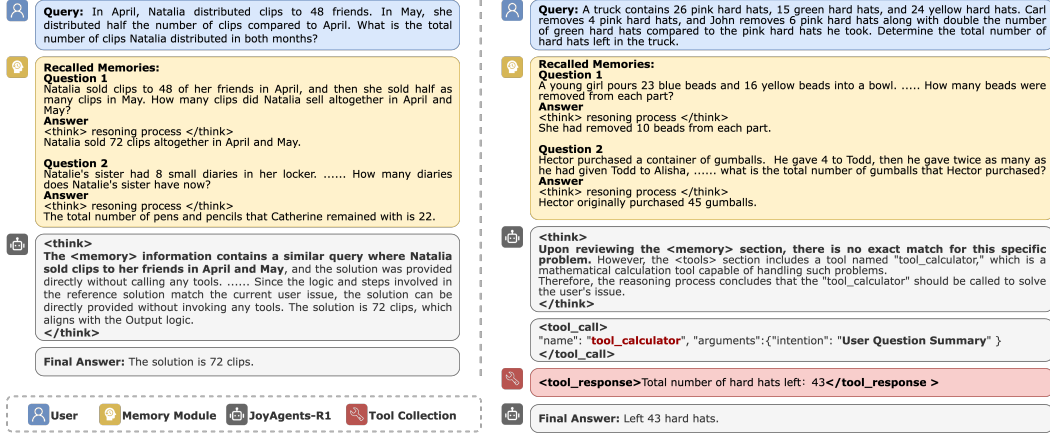 Query: In April, Natalia distributed clips to 48 friends. In May, she
distributed half the number of clips compared to April. What is the total
number of clips Natalia distributed in both months?
Recalled Memories:
Question 1
Natalia sold clips to 48 of her friends in April, and then she sold half as
many clips in May. How many clips did Natalia sell altogether in April and
May?
Answer
<think> resoning process </think>
Natalia sold 72 clips altogether in April and May.
Question 2
Natalie's sister had 8 small diaries in her locker. ...... How many diaries
does Natalie's sister have now?
Answer
<think> resoning process </think>
The total number of pens and pencils that Catherine remained with is 22.
<think>
The <memory> information contains a similar query where Natalia
sold clips to her friends in April and May, and the solution was provided
directly without calling any tools. ...... Since the logic and steps involved in
the reference solution match the current user issue, the solution can be
directly provided without invoking any tools. The solution is 72 clips, which
aligns with the Output logic.
</think>
Final Answer: The solution is 72 clips.
User
Memory Module
JoyAgents-R1
Tool Collection
Query: A truck contains 26 pink hard hats, 15 green hard hats, and 24 yellow hard hats. Carl
removes 4 pink hard hats, and John removes 6 pink hard hats along with double the number
of green hard hats compared to the pink hard hats he took. Determine the total number of
hard hats left in the truck.
Recalled Memories:
Question 1
A young girl pours 23 blue beads and 16 yellow beads into a bowl. ..... How many beads were
removed from each part?
Answer
<think> resoning process </think>
She had removed 10 beads from each part.
Question 2
Hector purchased a container of gumballs. He gave 4 to Todd, then he gave twice as many as
he had given Todd to Alisha, ...... what is the total number of gumballs that Hector purchased?
Answer
<think> resoning process </think>
Hector originally purchased 45 gumballs.
<think>
Upon reviewing the <memory> section, there is no exact match for this specific
problem. However, the <tools> section includes a tool named "tool_calculator," which is a
mathematical calculation tool capable of handling such problems.
Therefore, the reasoning process concludes that the "tool_calculator" should be called to solve
the user's issue.
</think>
<tool_call>
"name": "tool_calculator", "arguments":{"intention": "User Question Summary" }
</tool_call>
<tool_response>Total number of hard hats left: 43</tool_response >
Final Answer: Left 43 hard hats.